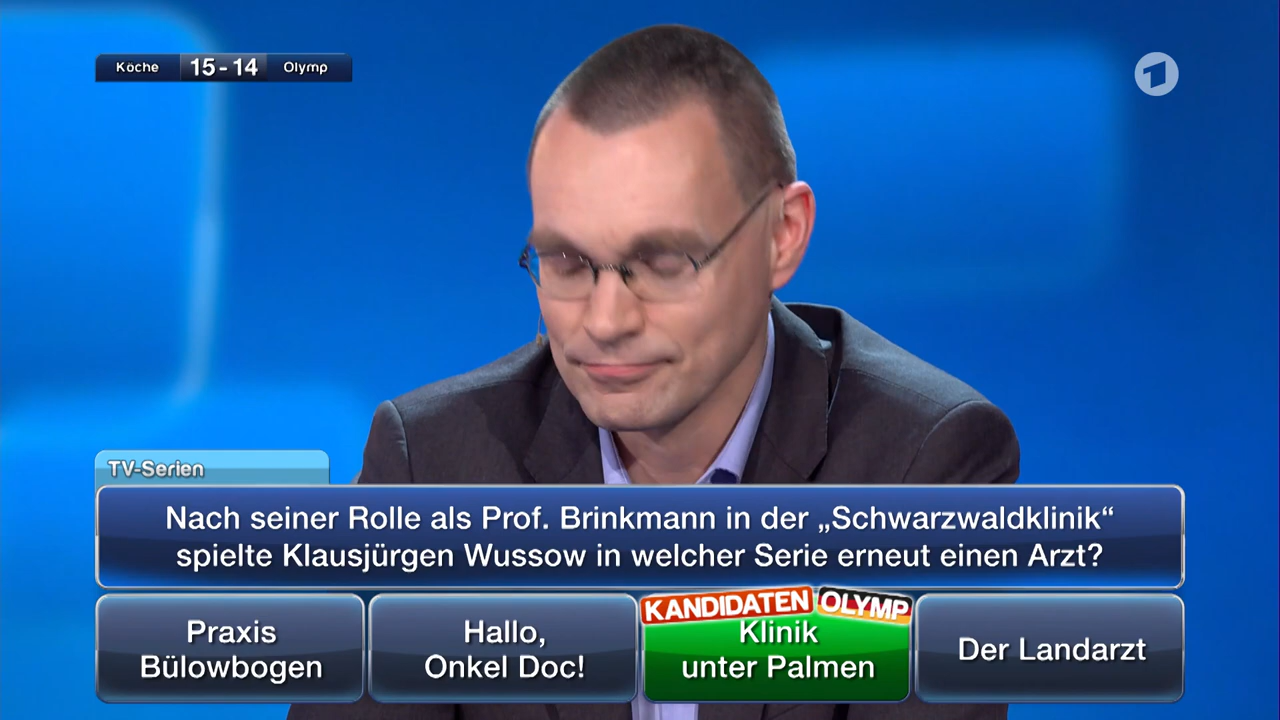 Köche 15-14 Olymp
1
TV-Serien
Nach seiner Rolle als Prof. Brinkmann in der „Schwarzwaldklinik“
spielte Klausjürgen Wussow in welcher Serie erneut einen Arzt?
Praxis
Bülowbogen
Hallo,
Onkel Doc!
KANDIDATEN OLYMP
Klinik
unter Palmen
Der Landarzt